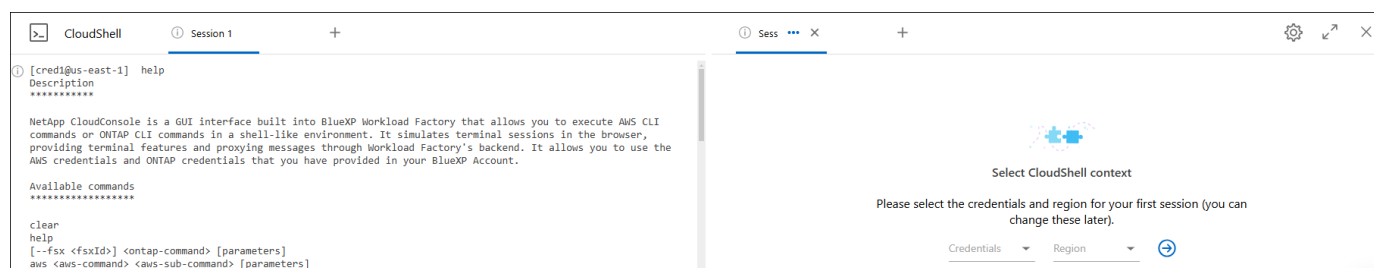 CloudShell
Session 1
+
[cred1@us-east-1] help
Description
***********
NetApp CloudConsole is a GUI interface built into BlueXP Workload Factory that allows you to execute AWS CLI
commands or ONTAP CLI commands in a shell-like environment. It simulates terminal sessions in the browser,
providing terminal features and proxying messages through Workload Factory's backend. It allows you to use the
AWS credentials and ONTAP credentials that you have provided in your BlueXP Account.
Available commands
******************
clear
help
[--fsx <fsxId>] <ontap-command> [parameters]
aws <aws-command> <aws-sub-command> [parameters]
Sess
+
Select CloudShell context
Please select the credentials and region for your first session (you can
change these later).
Credentials
Region